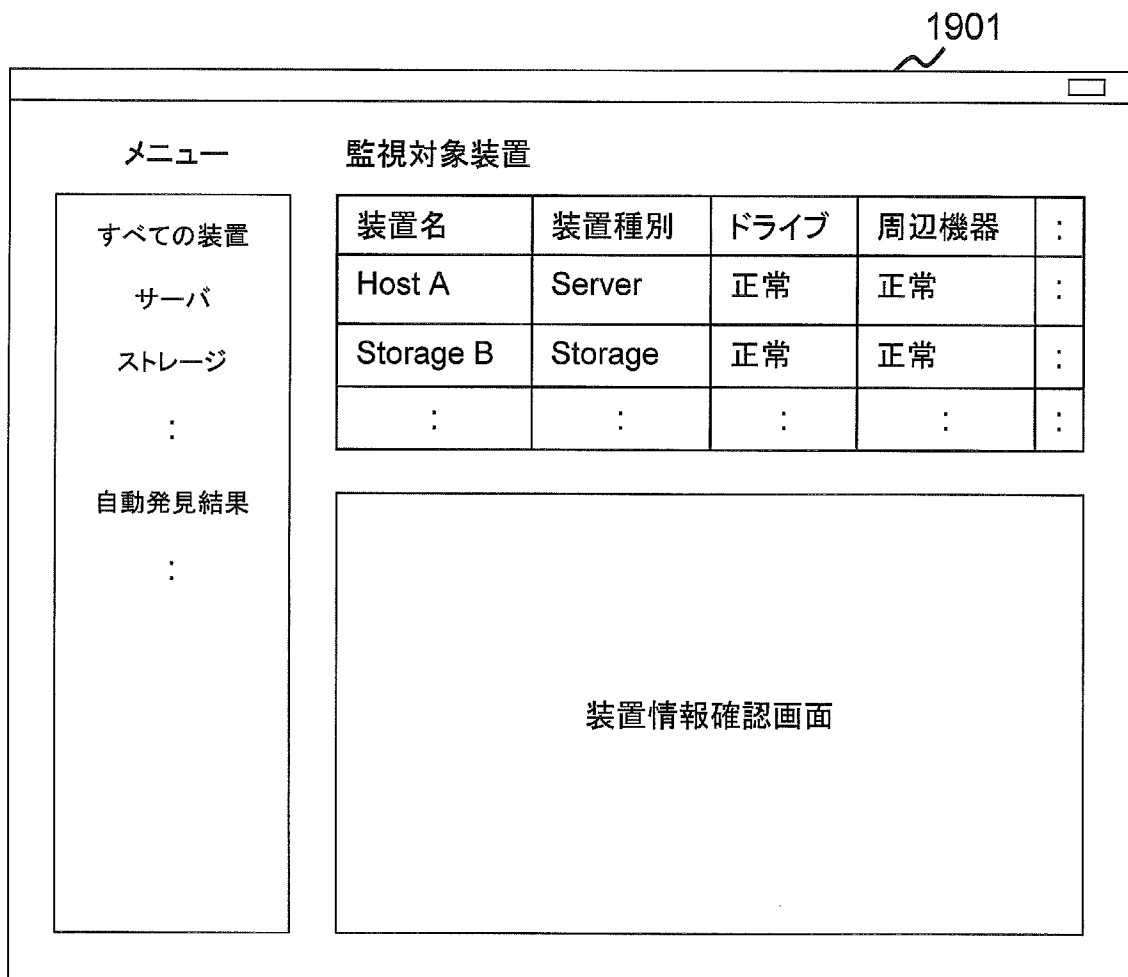 1901
メニュー
すべての装置
サーバ
ストレージ
:
自動発見結果
:
監視対象装置
装置名 装置種別 ドライブ 周辺機器 :
Host A Server 正常 正常 :
Storage B Storage 正常 正常 :
: : : : :
装置情報確認画面